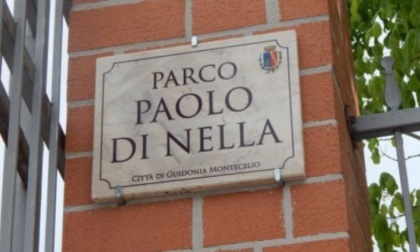 PARCO
PAOLO
DI NELLA
CITTÀ DI GUIDONIA MONTECELIO